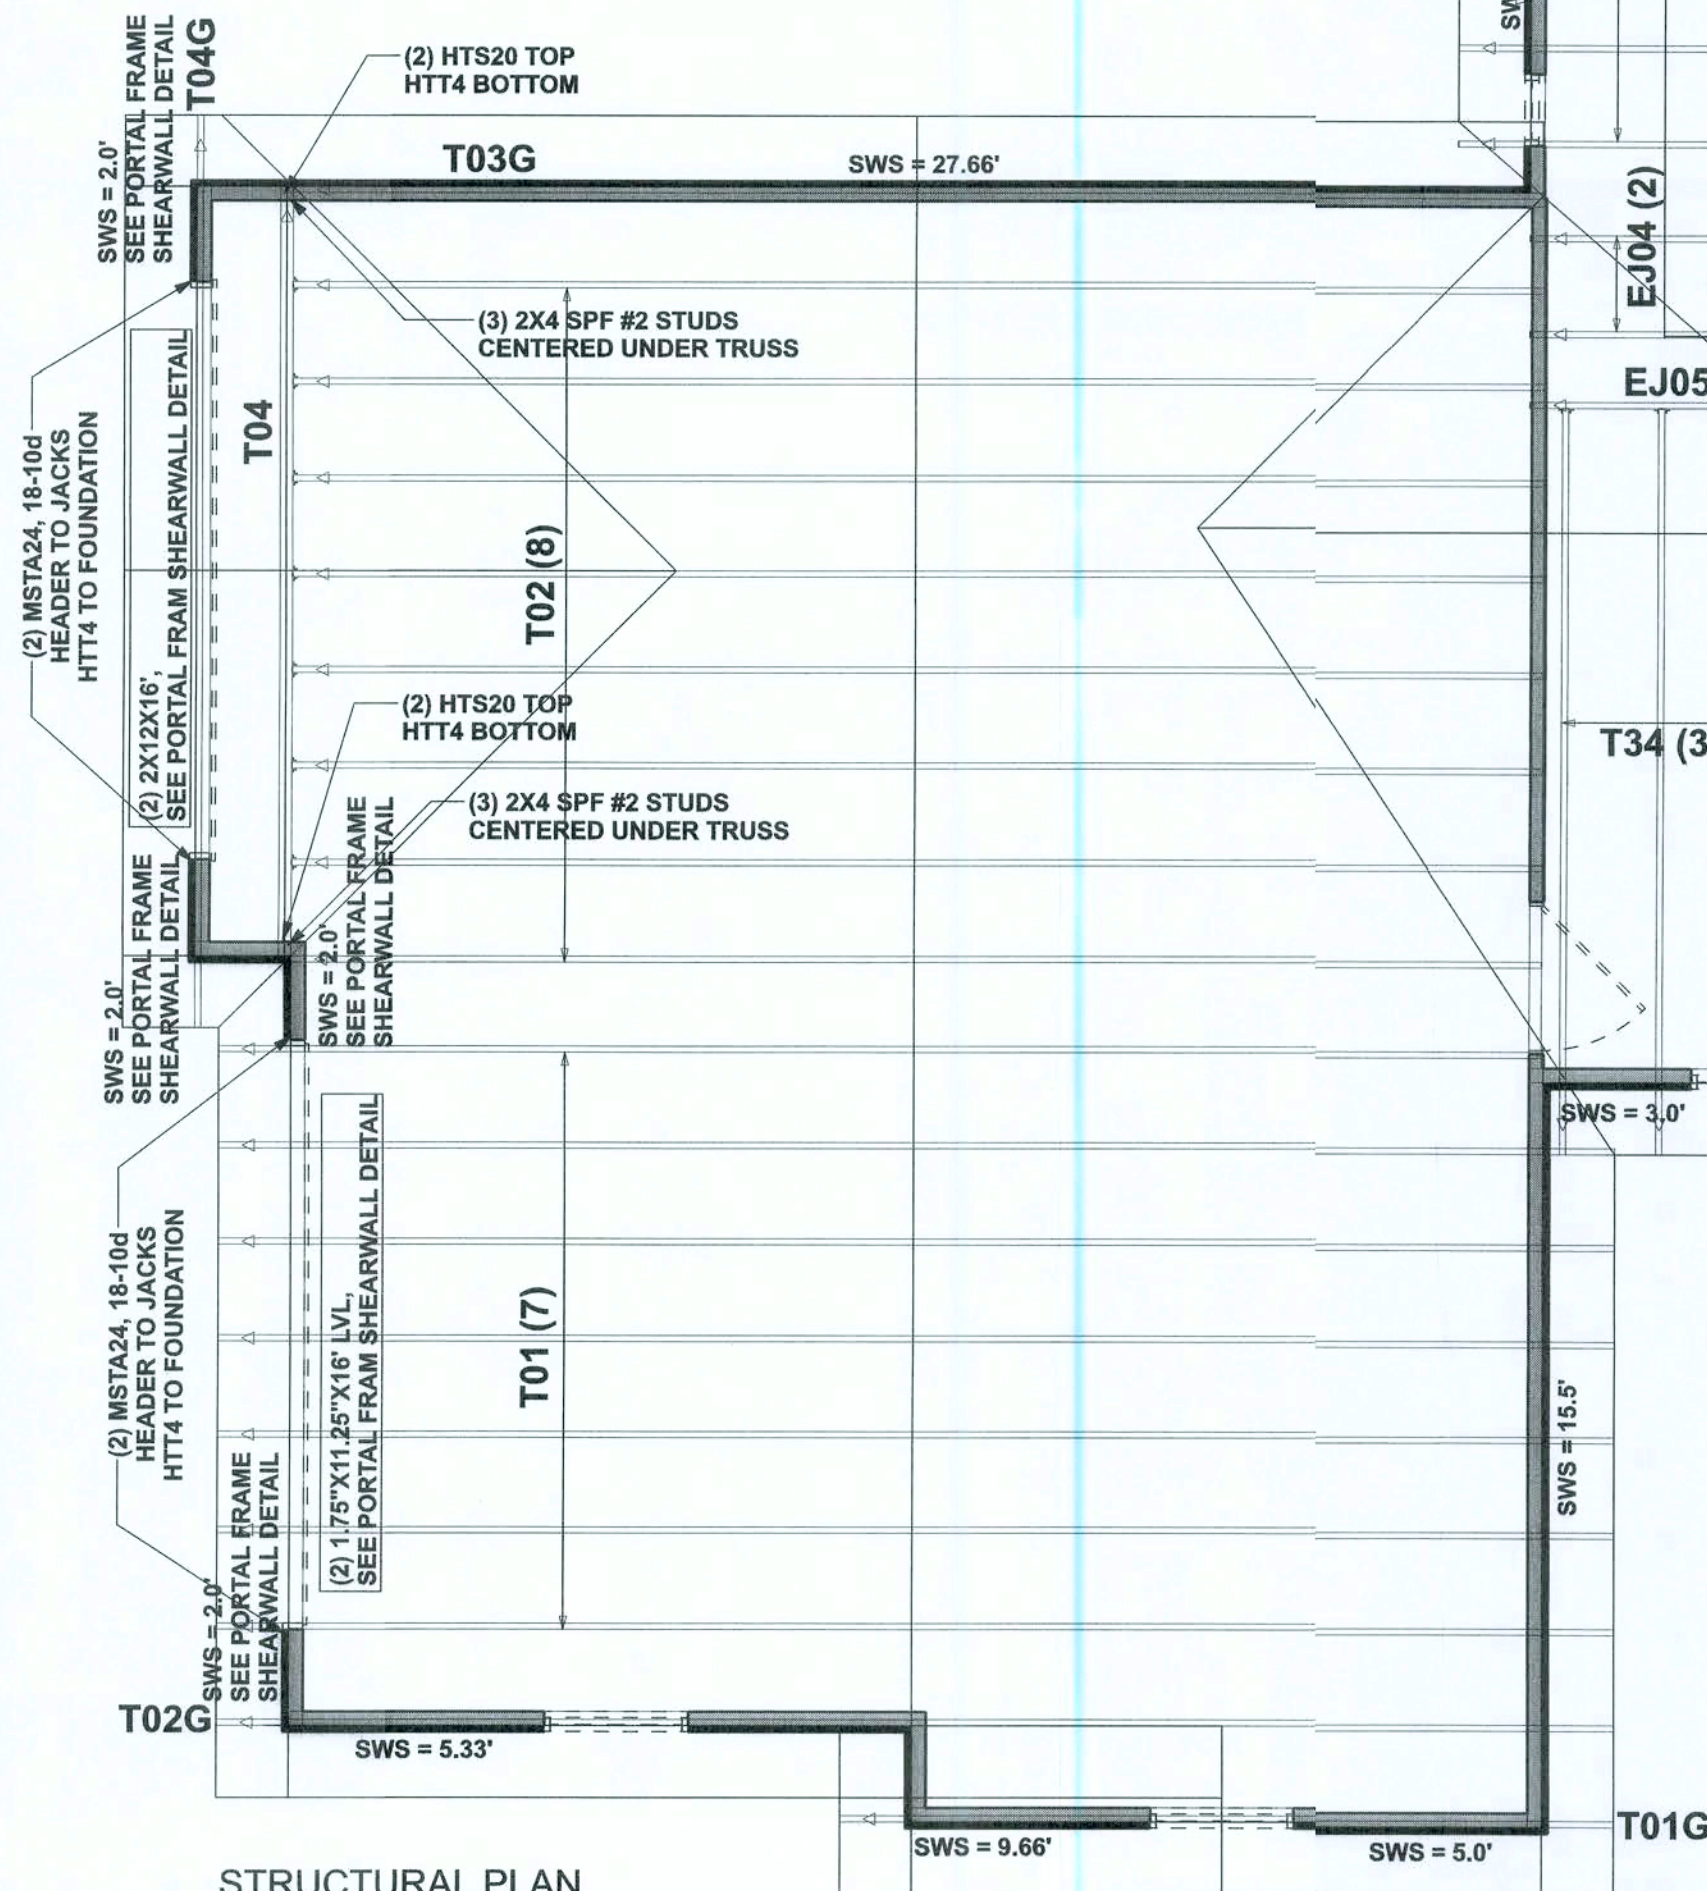 T04G
SWS = 2.0'
SEE PORTAL FRAME
SHEARWALL DETAIL
(2) HTS20 TOP
HTT4 BOTTOM
T03G
SWS = 27.66'
EJ04 (2)
EJ05
(3) 2X4 SPF #2 STUDS
CENTERED UNDER TRUSS
(2) MSTA24, 18-10d
HEADER TO JACKS
HTT4 TO FOUNDATION
(2) 2X12X16',
SEE PORTAL FRAM SHEARWALL DETAIL
T04
T02 (8)
(2) HTS20 TOP
HTT4 BOTTOM
T34 (3
(3) 2X4 SPF #2 STUDS
CENTERED UNDER TRUSS
SWS = 2.0'
SEE PORTAL FRAME
SHEARWALL DETAIL
SWS = 2.0'
SEE PORTAL FRAME
SHEARWALL DETAIL
SWS = 3.0'
(2) MSTA24, 18-10d
HEADER TO JACKS
HTT4 TO FOUNDATION
(2) 1.75"X11.25"X16' LVL,
SEE PORTAL FRAM SHEARWALL DETAIL
T01 (7)
SWS = 15.5'
SWS = 2.0'
SEE PORTAL FRAME
SHEARWALL DETAIL
T02G
SWS = 5.33'
T01G
SWS = 9.66'
SWS = 5.0'
STRUCTURAL PLAN